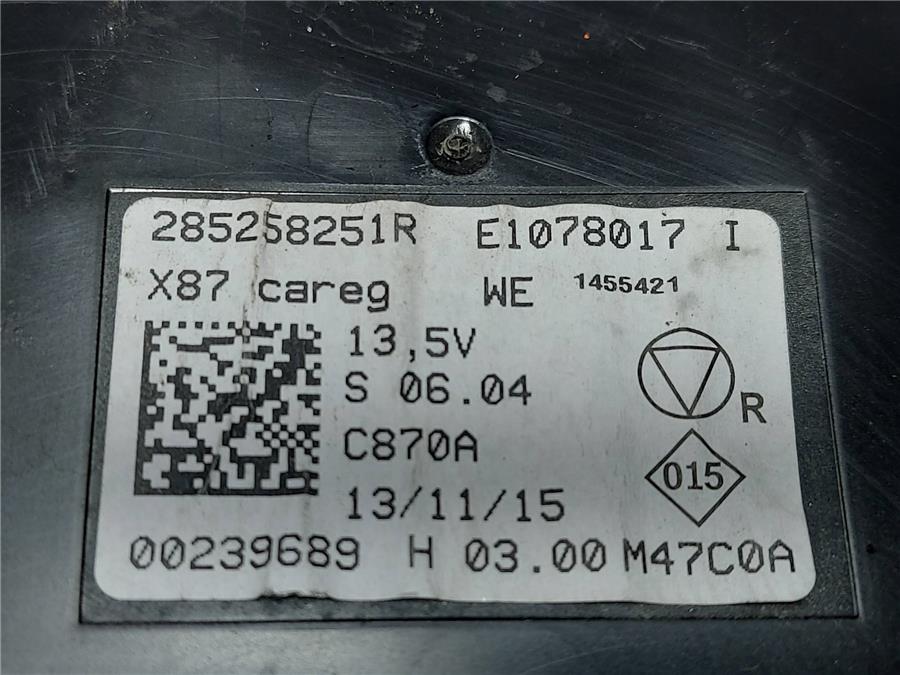 285258251R E1078017 I
X87 careg WE 1455421
13,5V
S 06.04
R
C870A
015
13/11/15
00239689 H 03.00 M47C0A